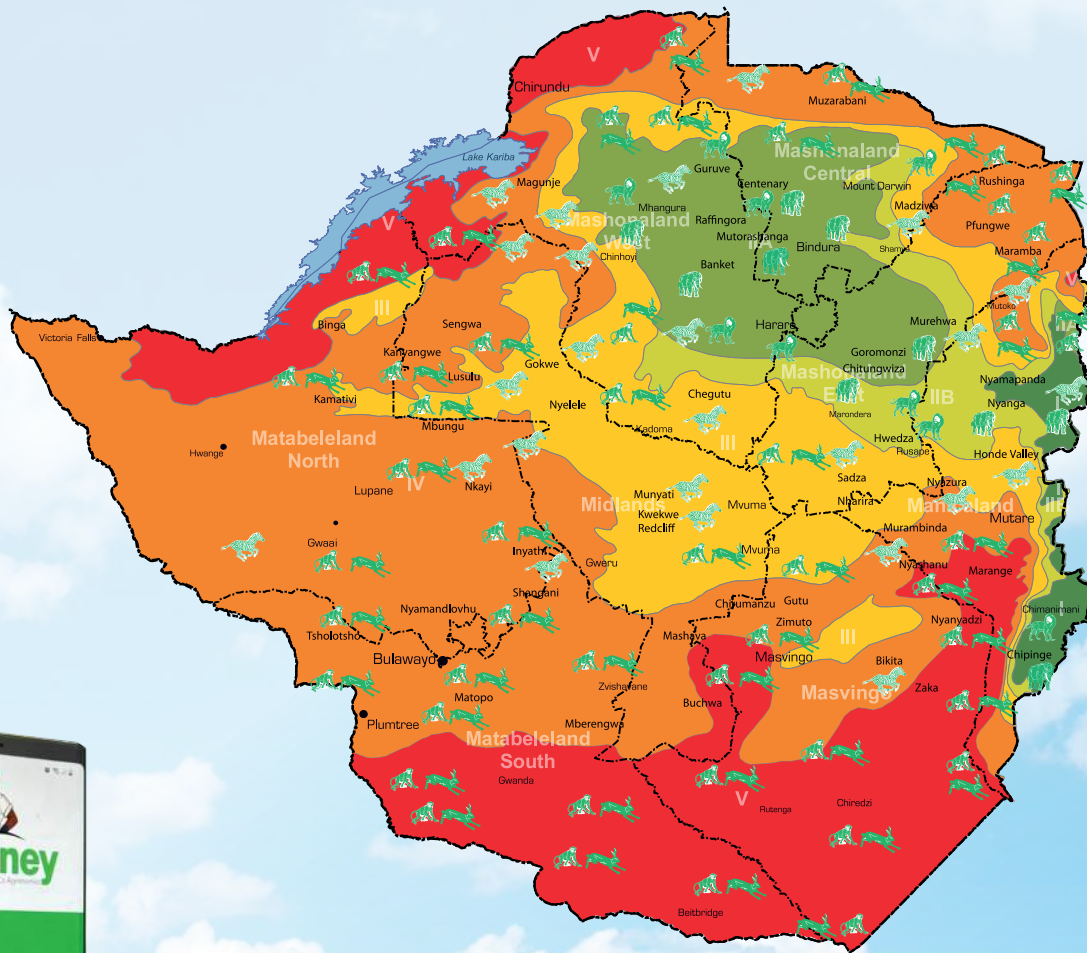 V
Chirundu
Muzarabani
Lake Kariba
Mashonaland
Central
Guruve
Centenary
Mount Darwin
Rushinga
Magunje
Mhangura
Madziwa
Mashonaland
West
Raffingora
Pfungwe
V
Mutorashanga
IIA
Bindura
Shamva
Maramba
Chinhoyi
Banket
V
III
Mutoko
Binga
Sengwa
Harare
Murehwa
IIA
Victoria Falls
Kanyangwe
Goromonzi
Lusulu
Gokwe
Chitungwiza
Mashonaland
East
Nyamapanda
Kamativi
Nyelele
Chegutu
IIB
Nyanga
I
Mbungu
Marondera
Matabeleland
North
Kadoma
III
Hwedza
Rusape
Hwange
Honde Valley
IV
Nkayi
Sadza
Nyazura
Lupane
Midlands
Munyati
Mvuma
Nharira
Manicaland
I
III
Kwekwe
Redcliff
Mutare
Gwaai
Murambinda
Inyathi
Mvuma
Gweru
Nyashanu
Marange
Shangani
Nyamandlovhu
Chiumanzu
Gutu
Chimanimani
I
Tsholotsho
Zimuto
Nyanyadzi
Mashava
III
Bulawayo
Masvingo
Bikita
Chipinge
Zvishavane
Masvingo
Zaka
Matopo
Buchwa
Plumtree
Mberengwa
Matabeleland
South
Gwanda
V
Rutenga
Chiredzi
Beitbridge
ney